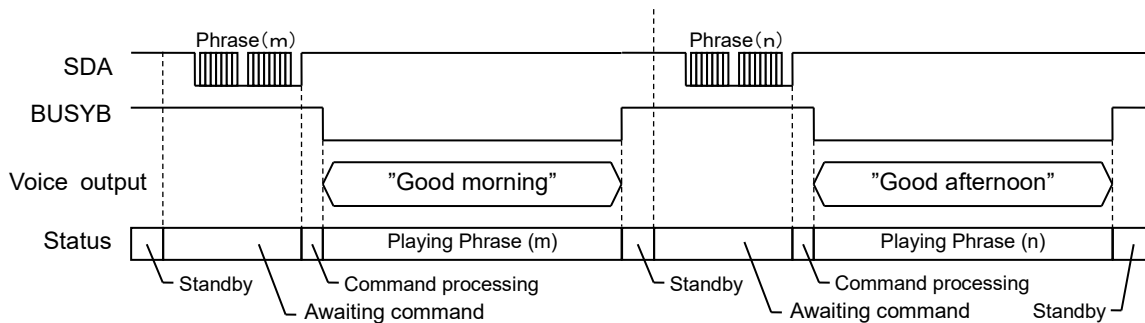 Phrase(m) Phrase(n)
SDA
BUSYB
Voice output ”Good morning” ”Good afternoon”
Status Playing Phrase (m) Playing Phrase (n)
Standby Command processing Standby Command processing
Awaiting command Awaiting command Standby